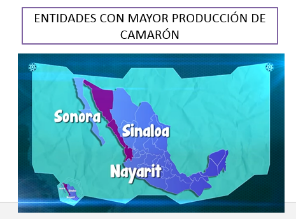 ENTIDADES CON MAYOR PRODUCCIÓN DE
CAMARÓN
Sonora
Sinaloa
Nayarit